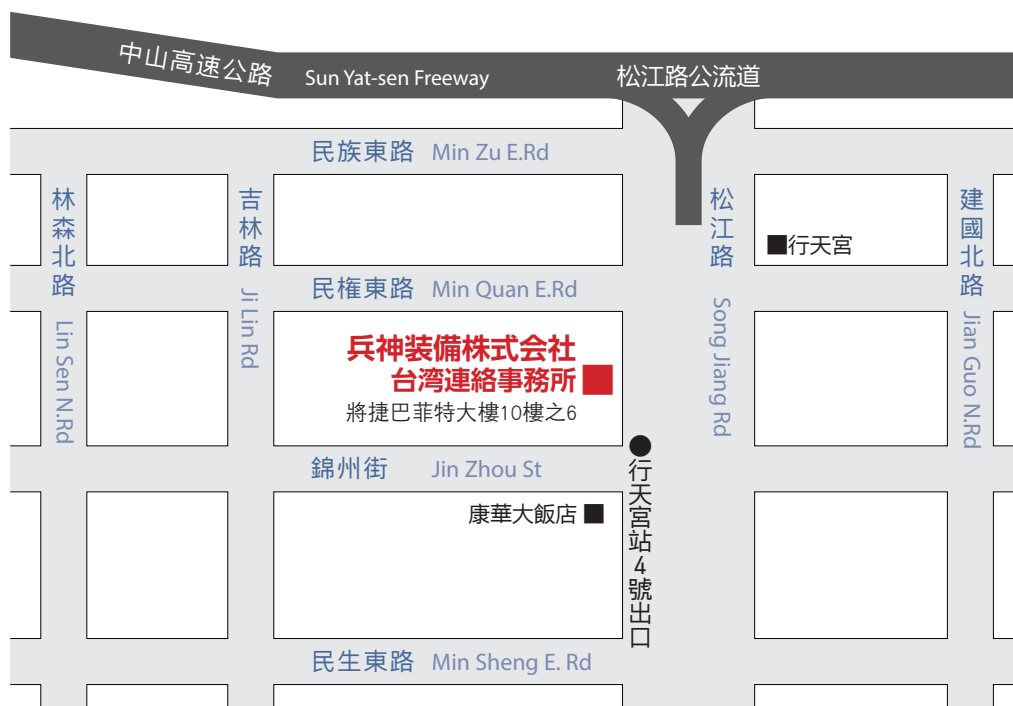 中山高速公路 Sun Yat-sen Freeway
松江路公流道
民族東路 Min Zu E.Rd
林森北路 Lin Sen N.Rd
吉林路 Ji Lin Rd
松江路 Song Jiang Rd
■行天宮
建國北路 Jian Guo N.Rd
民権東路 Min Quan E.Rd
兵神装備株式会社
台湾連絡事務所■
將捷巴菲特大樓10樓之6
錦州街 Jin Zhou St
●行天宮站4號出口
康華大飯店■
民生東路 Min Sheng E. Rd